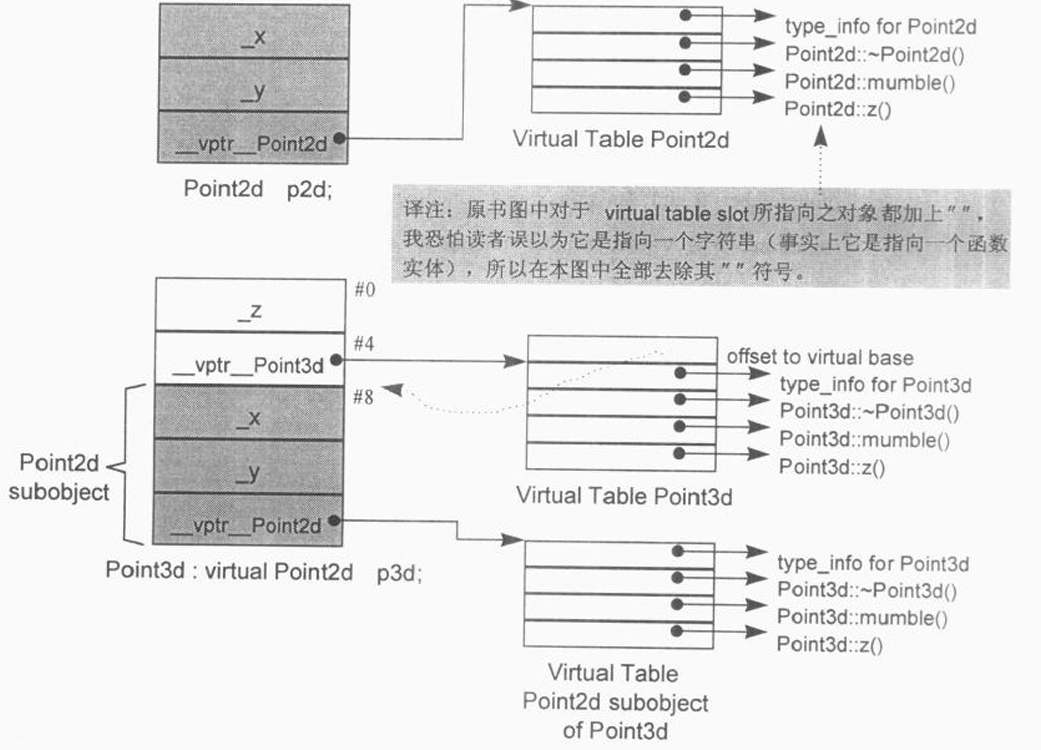 _x
_y
__vptr__Point2d
Point2d p2d;
type_info for Point2d
Point2d::~Point2d()
Point2d::mumble()
Point2d::z()
Virtual Table Point2d
译注：原书图中对于 virtual table slot 所指向之对象都加上″″，
我恐怕读者误以为它是指向一个字符串（事实上它是指向一个函数
实体），所以在本图中全部去除其″″符号。
#0
_z
#4
__vptr__Point3d
#8
_x
_y
__vptr__Point2d
Point2d
subobject
Point3d : virtual Point2d p3d;
offset to virtual base
type_info for Point3d
Point3d::~Point3d()
Point3d::mumble()
Point3d::z()
Virtual Table Point3d
type_info for Point3d
Point3d::~Point3d()
Point3d::mumble()
Point3d::z()
Virtual Table
Point2d subobject
of Point3d